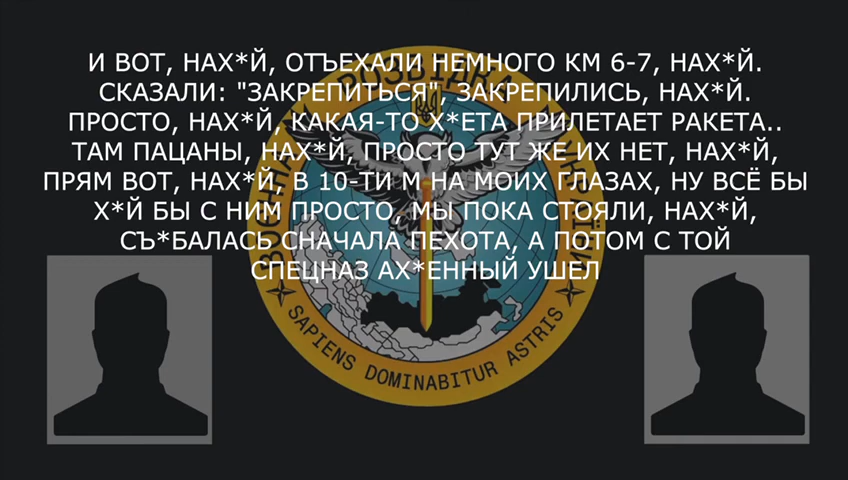 И ВОТ, НАХ*Й, ОТЪЕХАЛИ НЕМНОГО КМ 6-7, НАХ*Й.
СКАЗАЛИ: "ЗАКРЕПИТЬСЯ", ЗАКРЕПИЛИСЬ, НАХ*Й.
ПРОСТО, НАХ*Й, КАКАЯ-ТО Х*ЕТА ПРИЛЕТАЕТ РАКЕТА..
ТАМ ПАЦАНЫ, НАХ*Й, ПРОСТО ТУТ ЖЕ ИХ НЕТ, НАХ*Й,
ПРЯМ ВОТ, НАХ*Й, В 10-ТИ М НА МОИХ ГЛАЗАХ, НУ ВСЁ БЫ
Х*Й БЫ С НИМ ПРОСТО, МЫ ПОКА СТОЯЛИ, НАХ*Й,
СЪ*БАЛАСЬ СНАЧАЛА ПЕХОТА, А ПОТОМ С ТОЙ
СПЕЦНАЗ АХ*ЕННЫЙ УШЕЛ
РОЗВІДКА
SAPIENS DOMINABITUR ASTRIS